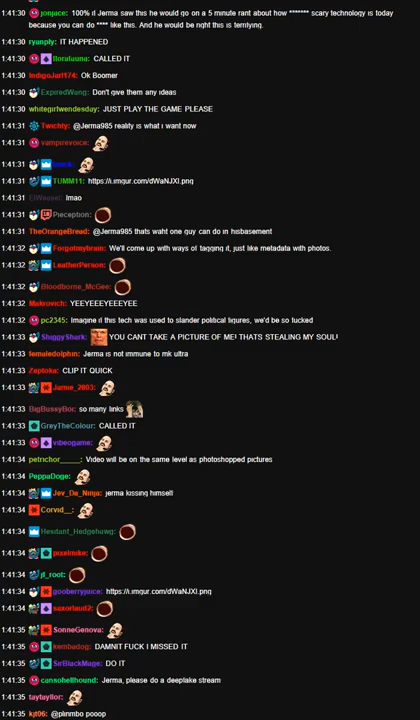 1:41:30 jonjuice: 100% if Jerma saw this he would go on a 5 minute rant about how ******* scary technology is today
because you can do **** like this. And he would be right this is terrifying.
1:41:30 ryanply: IT HAPPENED
1:41:30 florafauna: CALLED IT
1:41:30 IndigoJari174: Ok Boomer
1:41:30 ExpiredWang: Don't give them any ideas
1:41:30 whitegirlwendesday: JUST PLAY THE GAME PLEASE
1:41:31 Twichty: @Jerma985 reality is what i want now
1:41:31 vampirevoice:
1:41:31
1:41:31 TUMM11: https://i.imgur.com/dWaNJXl.png
1:41:31 lmao
1:41:31 Pieception:
1:41:31 TheOrangeBread: @Jerma985 thats waht one guy can do in hisbasement
1:41:32 Forgotmybrain: We'll come up with ways of tagging it, just like metadata with photos.
1:41:32 LeatherPerson:
1:41:32 Bloodborne_McGee:
1:41:32 Makrovich: YEEYEEEYEEEYEE
1:41:32 pc2345: Imagine if this tech was used to slander political figures, we'd be so fucked
1:41:33 SluggyShark: YOU CANT TAKE A PICTURE OF ME! THATS STEALING MY SOUL!
1:41:33 femaledolphin: Jerma is not immune to mk ultra
1:41:33 Zeptoka: CLIP IT QUICK
1:41:33 Jamie_2003:
1:41:33 BigBussyBoi: so many links
1:41:33 GreyTheColour: CALLED IT
1:41:33 vibeogame:
1:41:34 petrichor_____: Video will be on the same level as photoshopped pictures
1:41:34 PeppaDoge:
1:41:34 Jev_Da_Ninja: jerma kissing himself
1:41:34 Corvid__:
1:41:34 Hesitant_Hedgehawg:
1:41:34 pixelmike:
1:41:34 jl_root:
1:41:34 gooberryjuice: https://i.imgur.com/dWaNJXl.png
1:41:34 saxorlaud2:
1:41:35 SonneGenova:
1:41:35 kembadog: DAMNIT FUCK I MISSED IT
1:41:35 SirBlackMage: DO IT
1:41:35 cansohellhound: Jerma, please do a deepfake stream
1:41:35 taytayllor:
1:41:35 kjt06: @plinmbo pooop